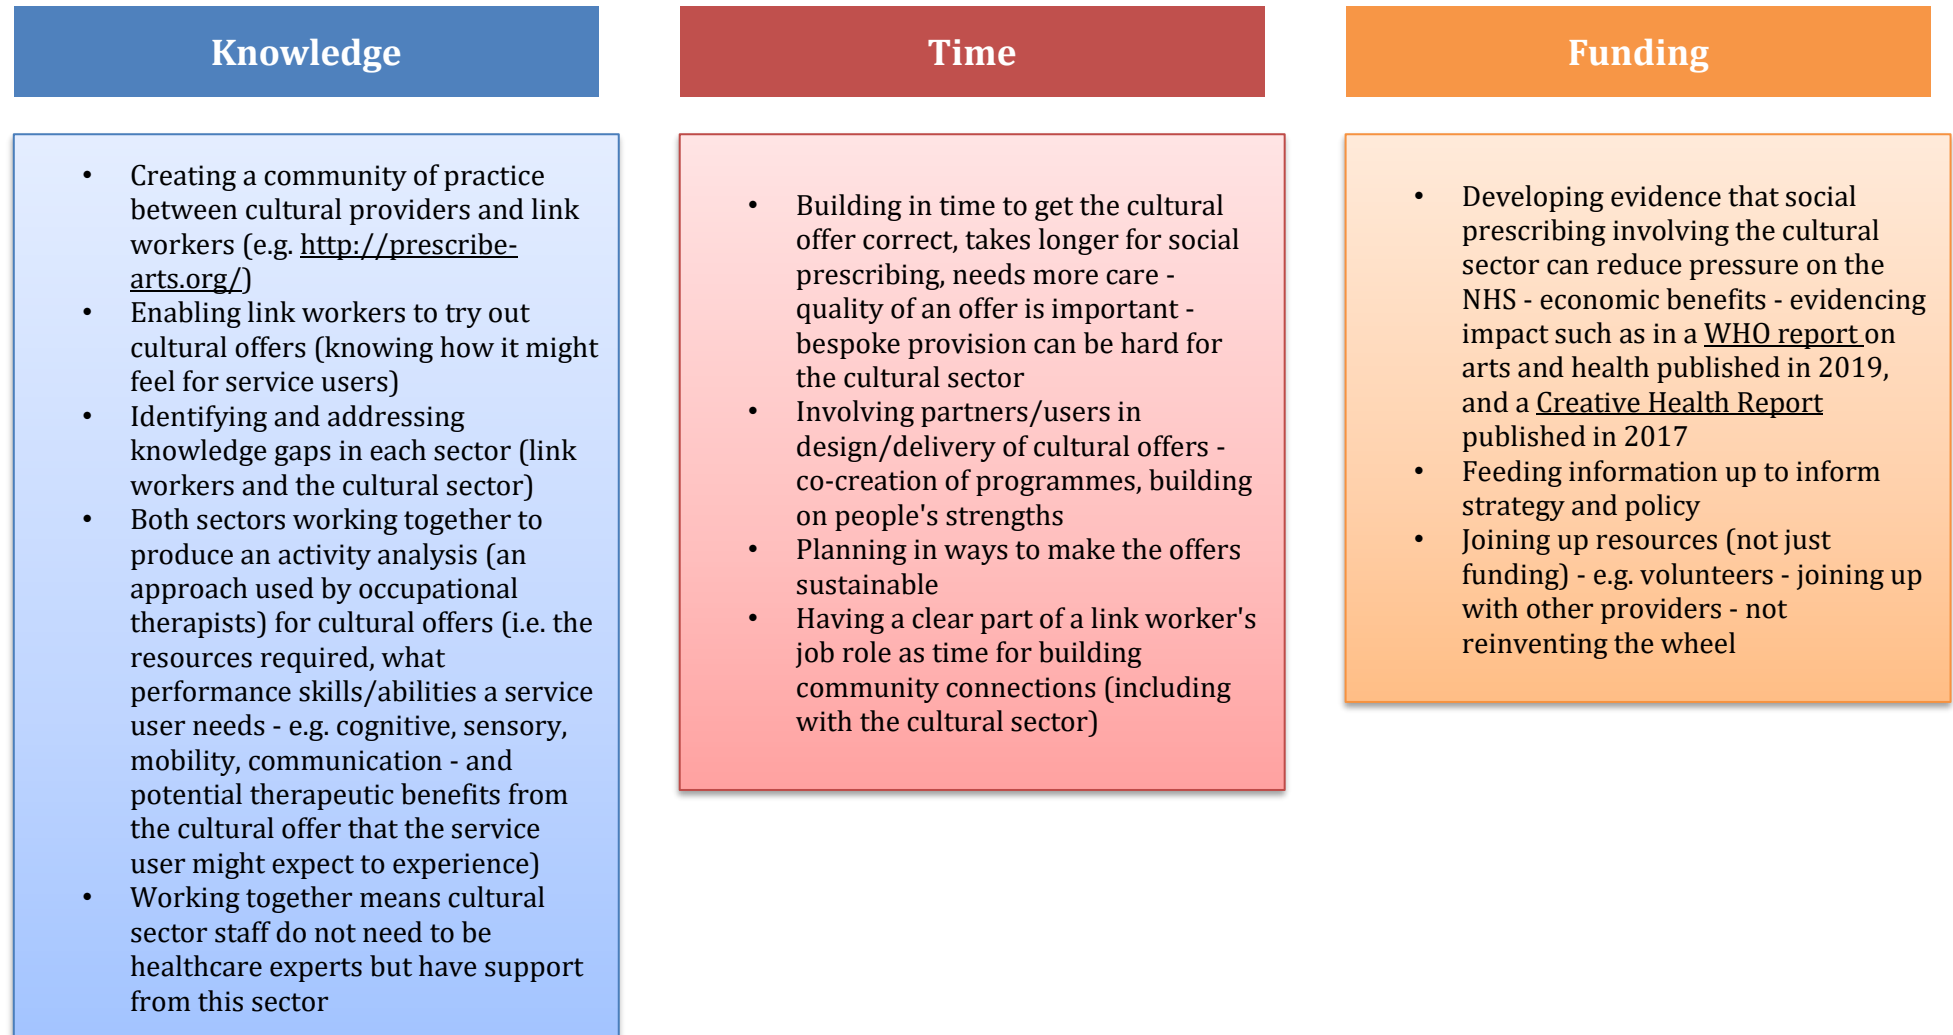 Knowledge
• Creating a community of practice
between cultural providers and link
workers (e.g. http://prescribe-
arts.org/)
• Enabling link workers to try out
cultural offers (knowing how it might
feel for service users)
• Identifying and addressing
knowledge gaps in each sector (link
workers and the cultural sector)
• Both sectors working together to
produce an activity analysis (an
approach used by occupational
therapists) for cultural offers (i.e. the
resources required, what
performance skills/abilities a service
user needs - e.g. cognitive, sensory,
mobility, communication - and
potential therapeutic benefits from
the cultural offer that the service
user might expect to experience)
• Working together means cultural
sector staff do not need to be
healthcare experts but have support
from this sector
Time
• Building in time to get the cultural
offer correct, takes longer for social
prescribing, needs more care -
quality of an offer is important -
bespoke provision can be hard for
the cultural sector
• Involving partners/users in
design/delivery of cultural offers -
co-creation of programmes, building
on people's strengths
• Planning in ways to make the offers
sustainable
• Having a clear part of a link worker's
job role as time for building
community connections (including
with the cultural sector)
Funding
• Developing evidence that social
prescribing involving the cultural
sector can reduce pressure on the
NHS - economic benefits - evidencing
impact such as in a WHO report on
arts and health published in 2019,
and a Creative Health Report
published in 2017
• Feeding information up to inform
strategy and policy
• Joining up resources (not just
funding) - e.g. volunteers - joining up
with other providers - not
reinventing the wheel